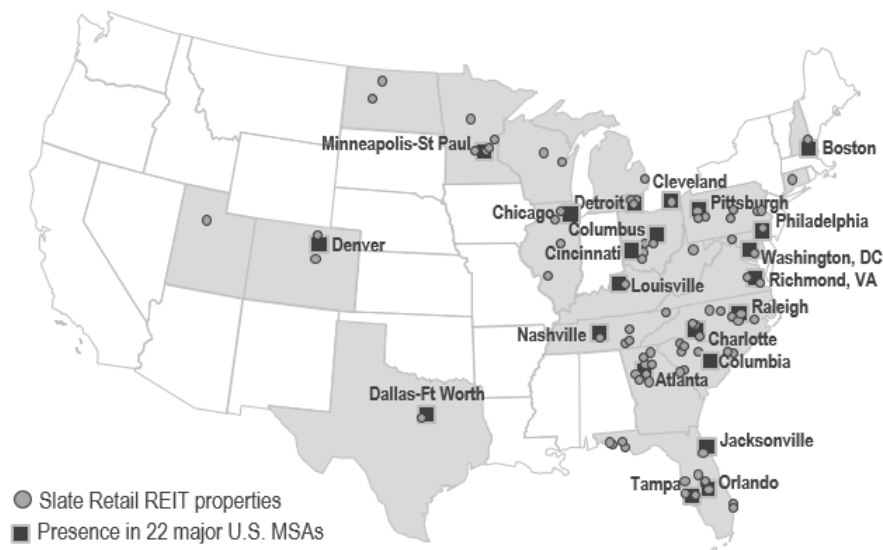 Minneapolis-St Paul
Boston
Cleveland
Detroit
Pittsburgh
Chicago
Philadelphia
Columbus
Denver
Cincinnati
Washington, DC
Richmond, VA
Louisville
Raleigh
Nashville
Charlotte
Columbia
Atlanta
Dallas-Ft Worth
Jacksonville
Tampa
Orlando
Slate Retail REIT properties
Presence in 22 major U.S. MSAs